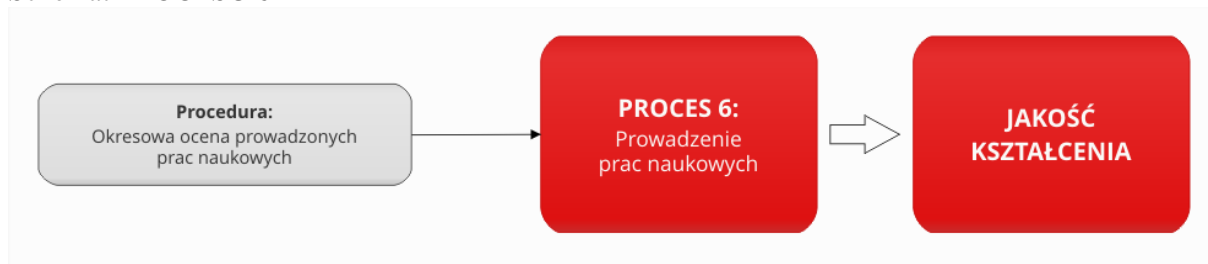 Procedura:
Okresowa ocena prowadzonych
prac naukowych
PROCES 6:
Prowadzenie
prac naukowych
JAKOŚĆ
KSZTAŁCENIA